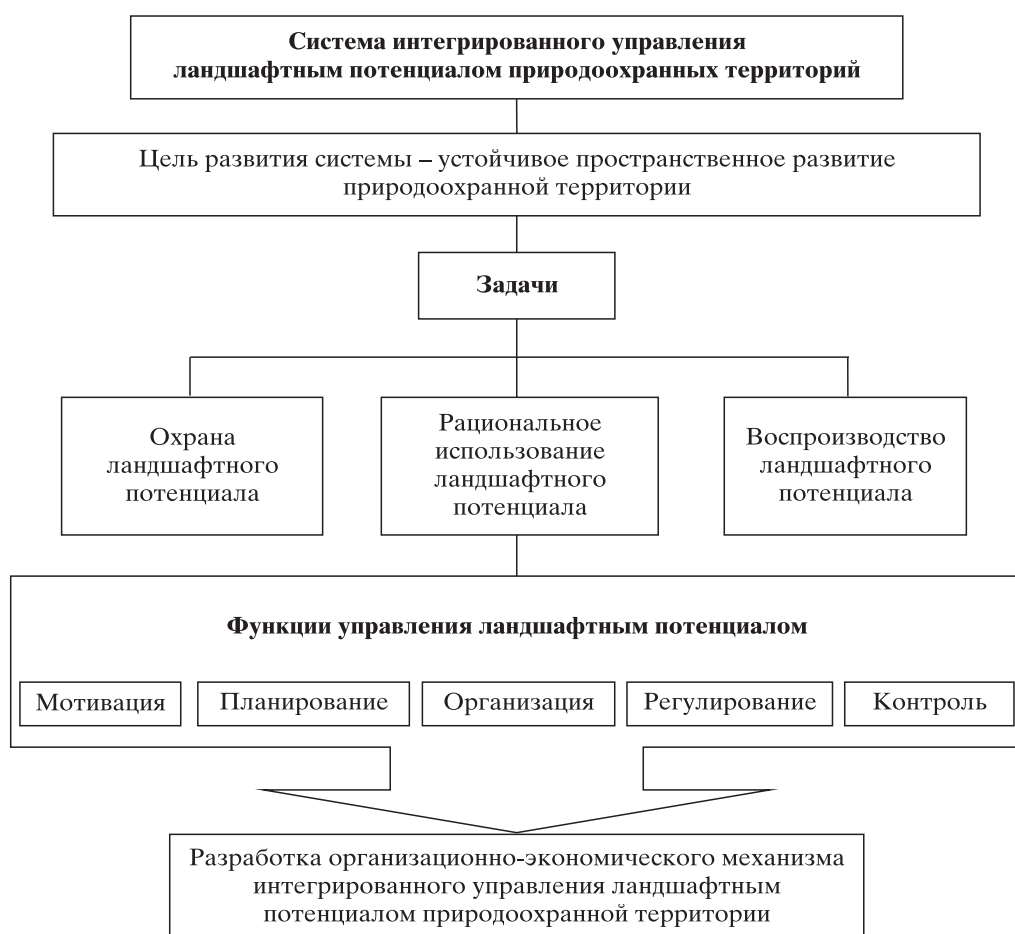 Система интегрированного управления
ландшафтным потенциалом природоохранных территорий
Цель развития системы – устойчивое пространственное развитие
природоохранной территории
Задачи
Охрана
ландшафтного
потенциала
Рациональное
использование
ландшафтного
потенциала
Воспроизводство
ландшафтного
потенциала
Функции управления ландшафтным потенциалом
Мотивация
Планирование
Организация
Регулирование
Контроль
Разработка организационно-экономического механизма
интегрированного управления ландшафтным
потенциалом природоохранной территории